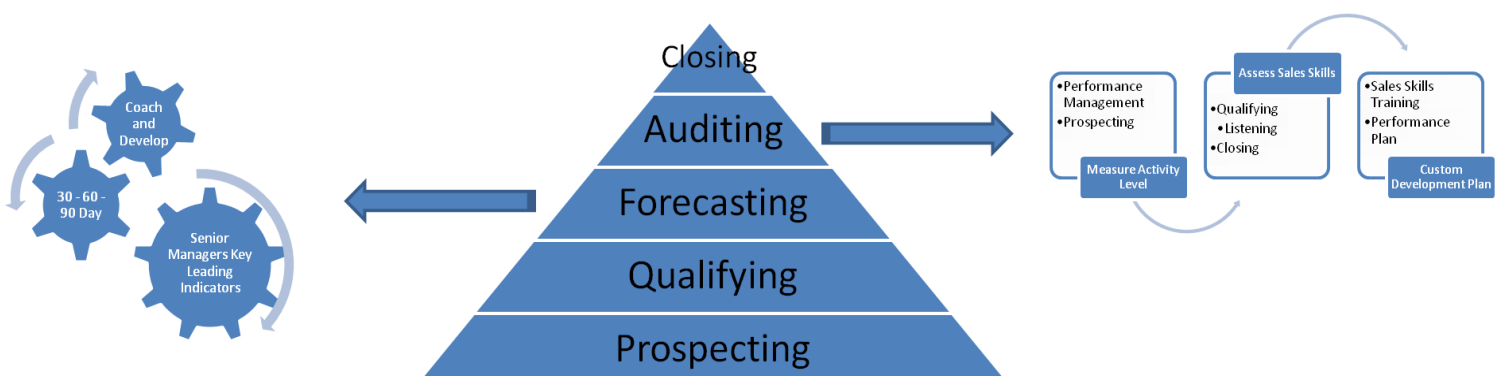 Coach
and
Develop
30 - 60 -
90 Day
Senior
Managers Key
Leading
Indicators
Closing
Auditing
Forecasting
Qualifying
Prospecting
•Performance
Management
•Prospecting
Measure Activity
Level
Assess Sales Skills
•Qualifying
•Listening
•Closing
•Sales Skills
Training
•Performance
Plan
Custom
Development Plan